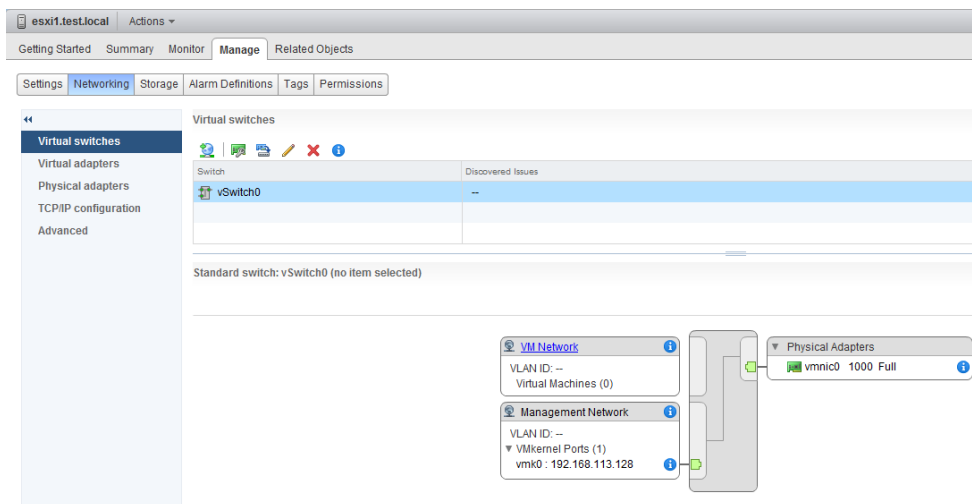 esxi1.test.local Actions
Getting Started Summary Monitor Manage Related Objects
Settings Networking Storage Alarm Definitions Tags Permissions
Virtual switches
Virtual adapters
Physical adapters
TCP/IP configuration
Advanced
Virtual switches
Switch Discovered Issues
vSwitch0 --
Standard switch: vSwitch0 (no item selected)
VM Network
VLAN ID: --
Virtual Machines (0)
Management Network
VLAN ID: --
VMkernel Ports (1)
vmk0 : 192.168.113.128
Physical Adapters
vmnic0 1000 Full